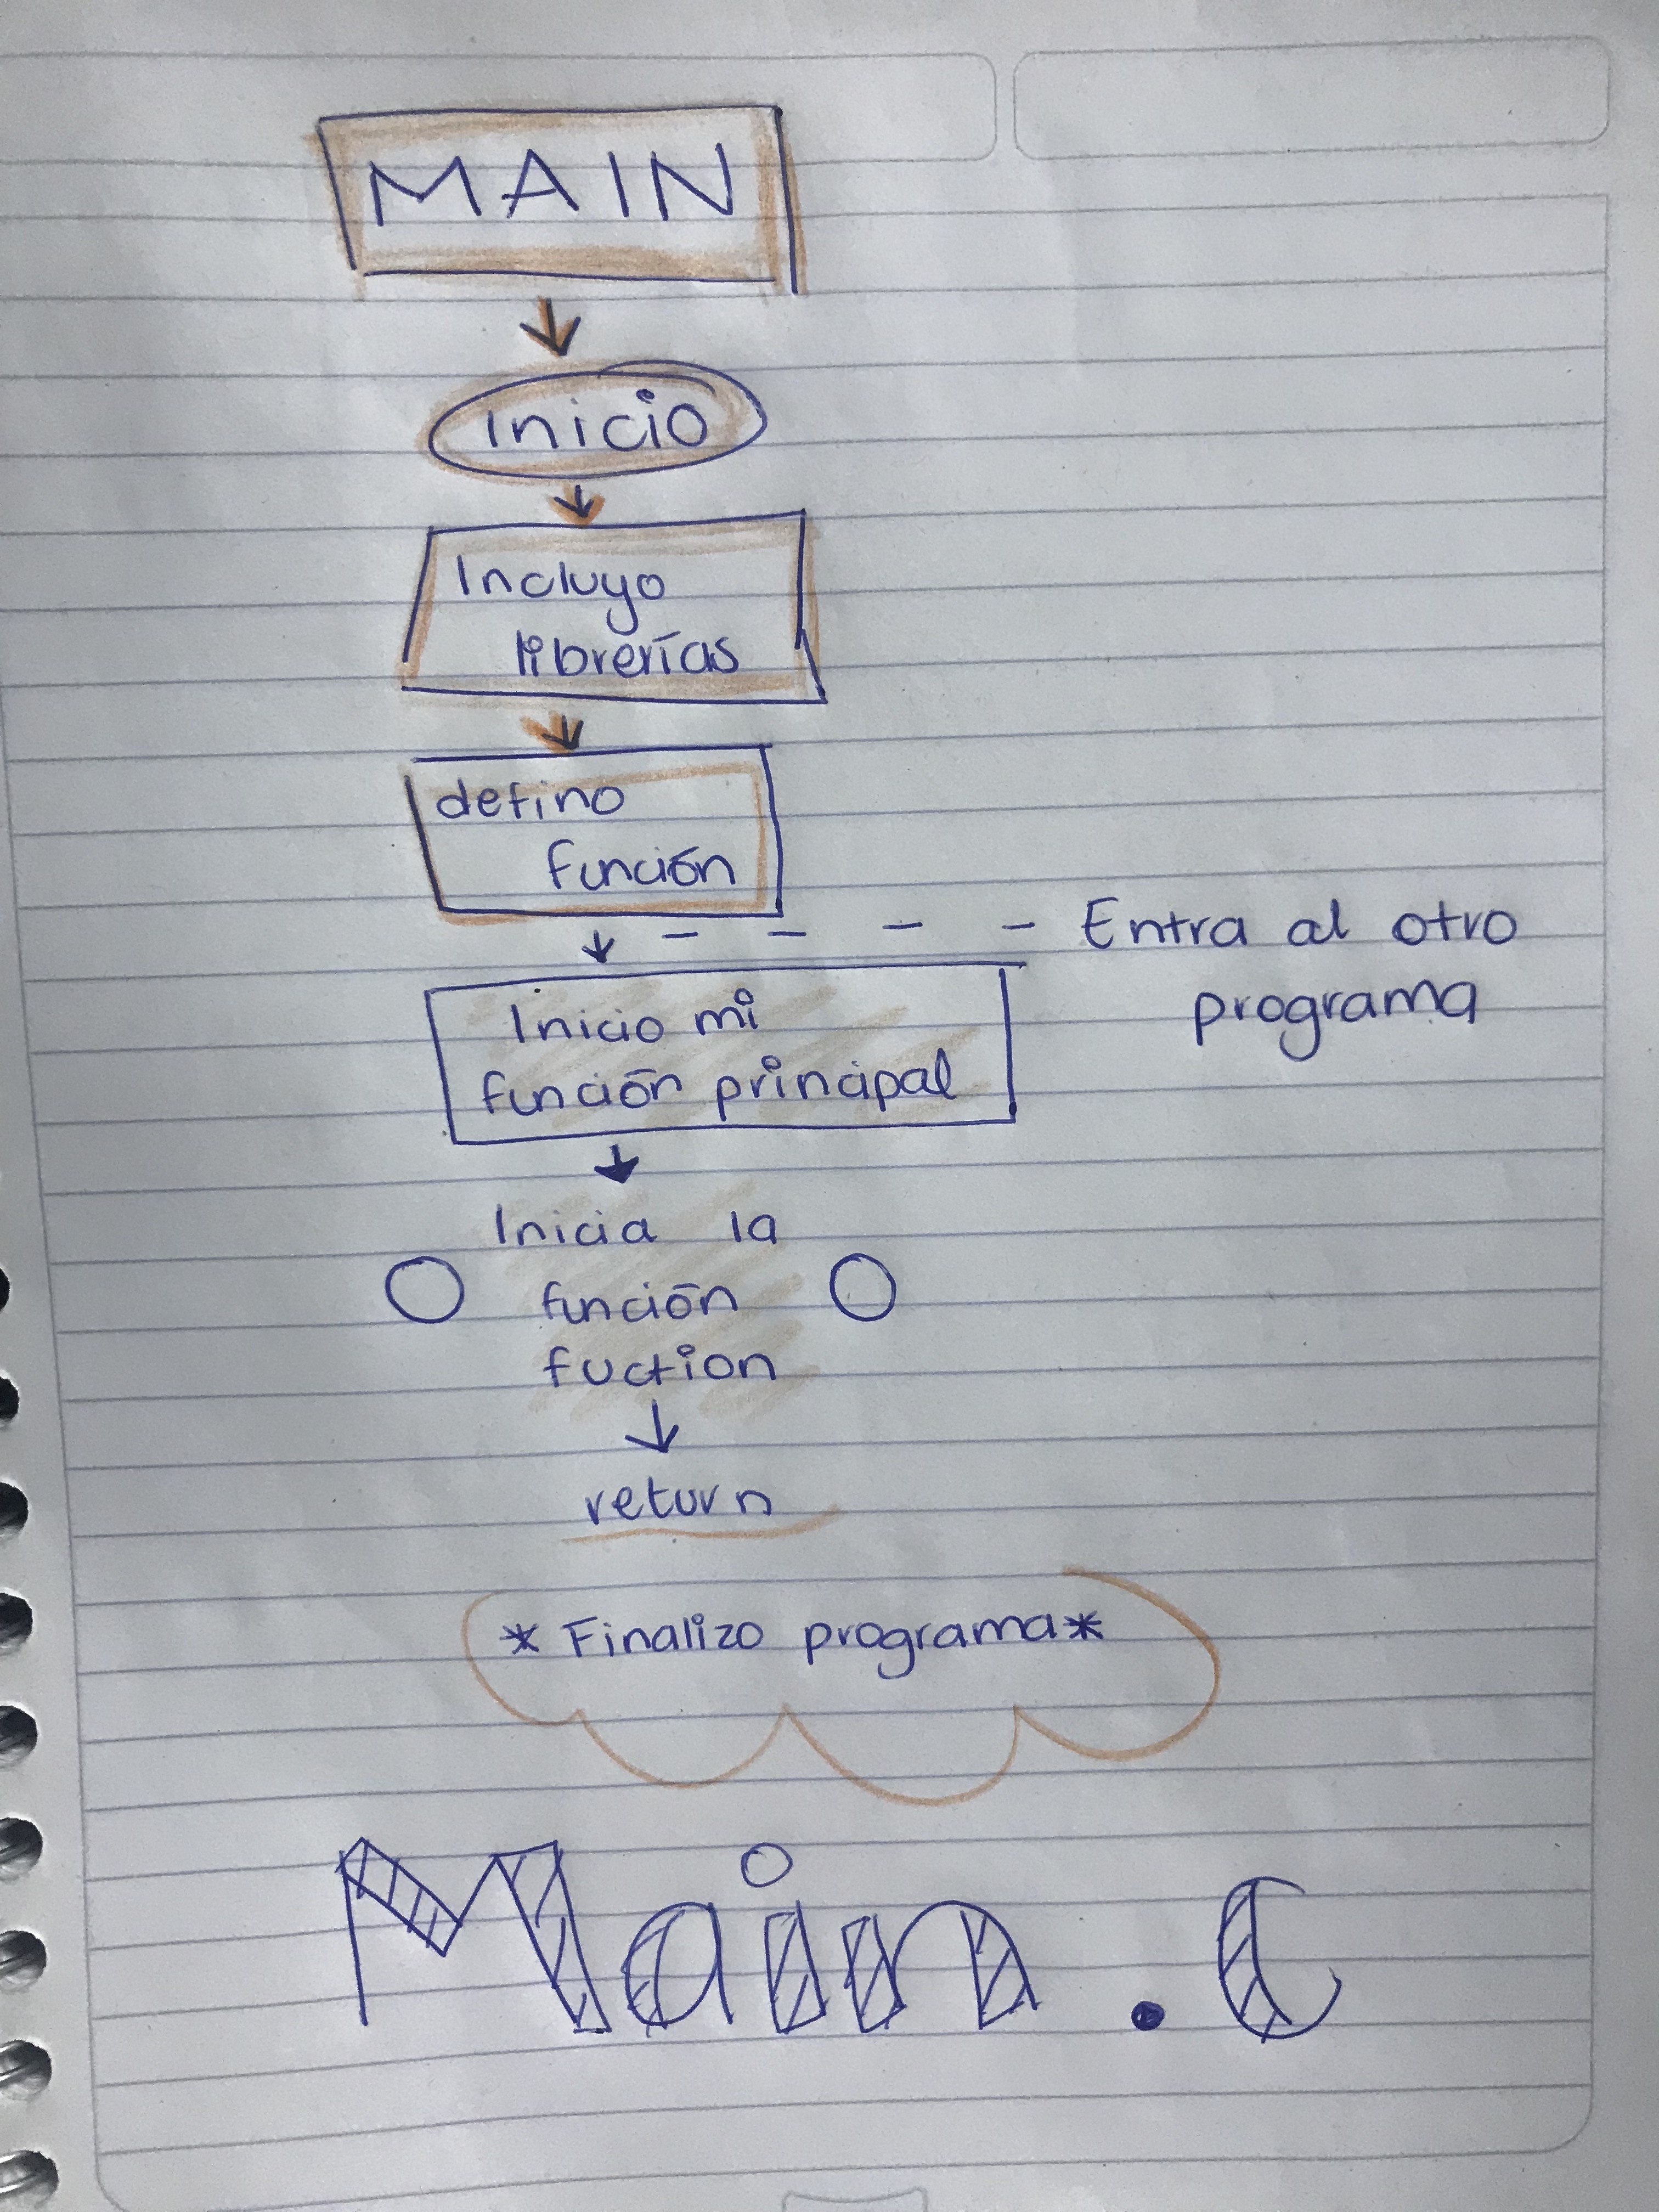 MAIN
Inicio
Incluyo
librerías
defino
función
Entra al otro
programa
Inicio mi
función principal
Inicia la
función
fuction
return
* Finalizo programa *
Main.c